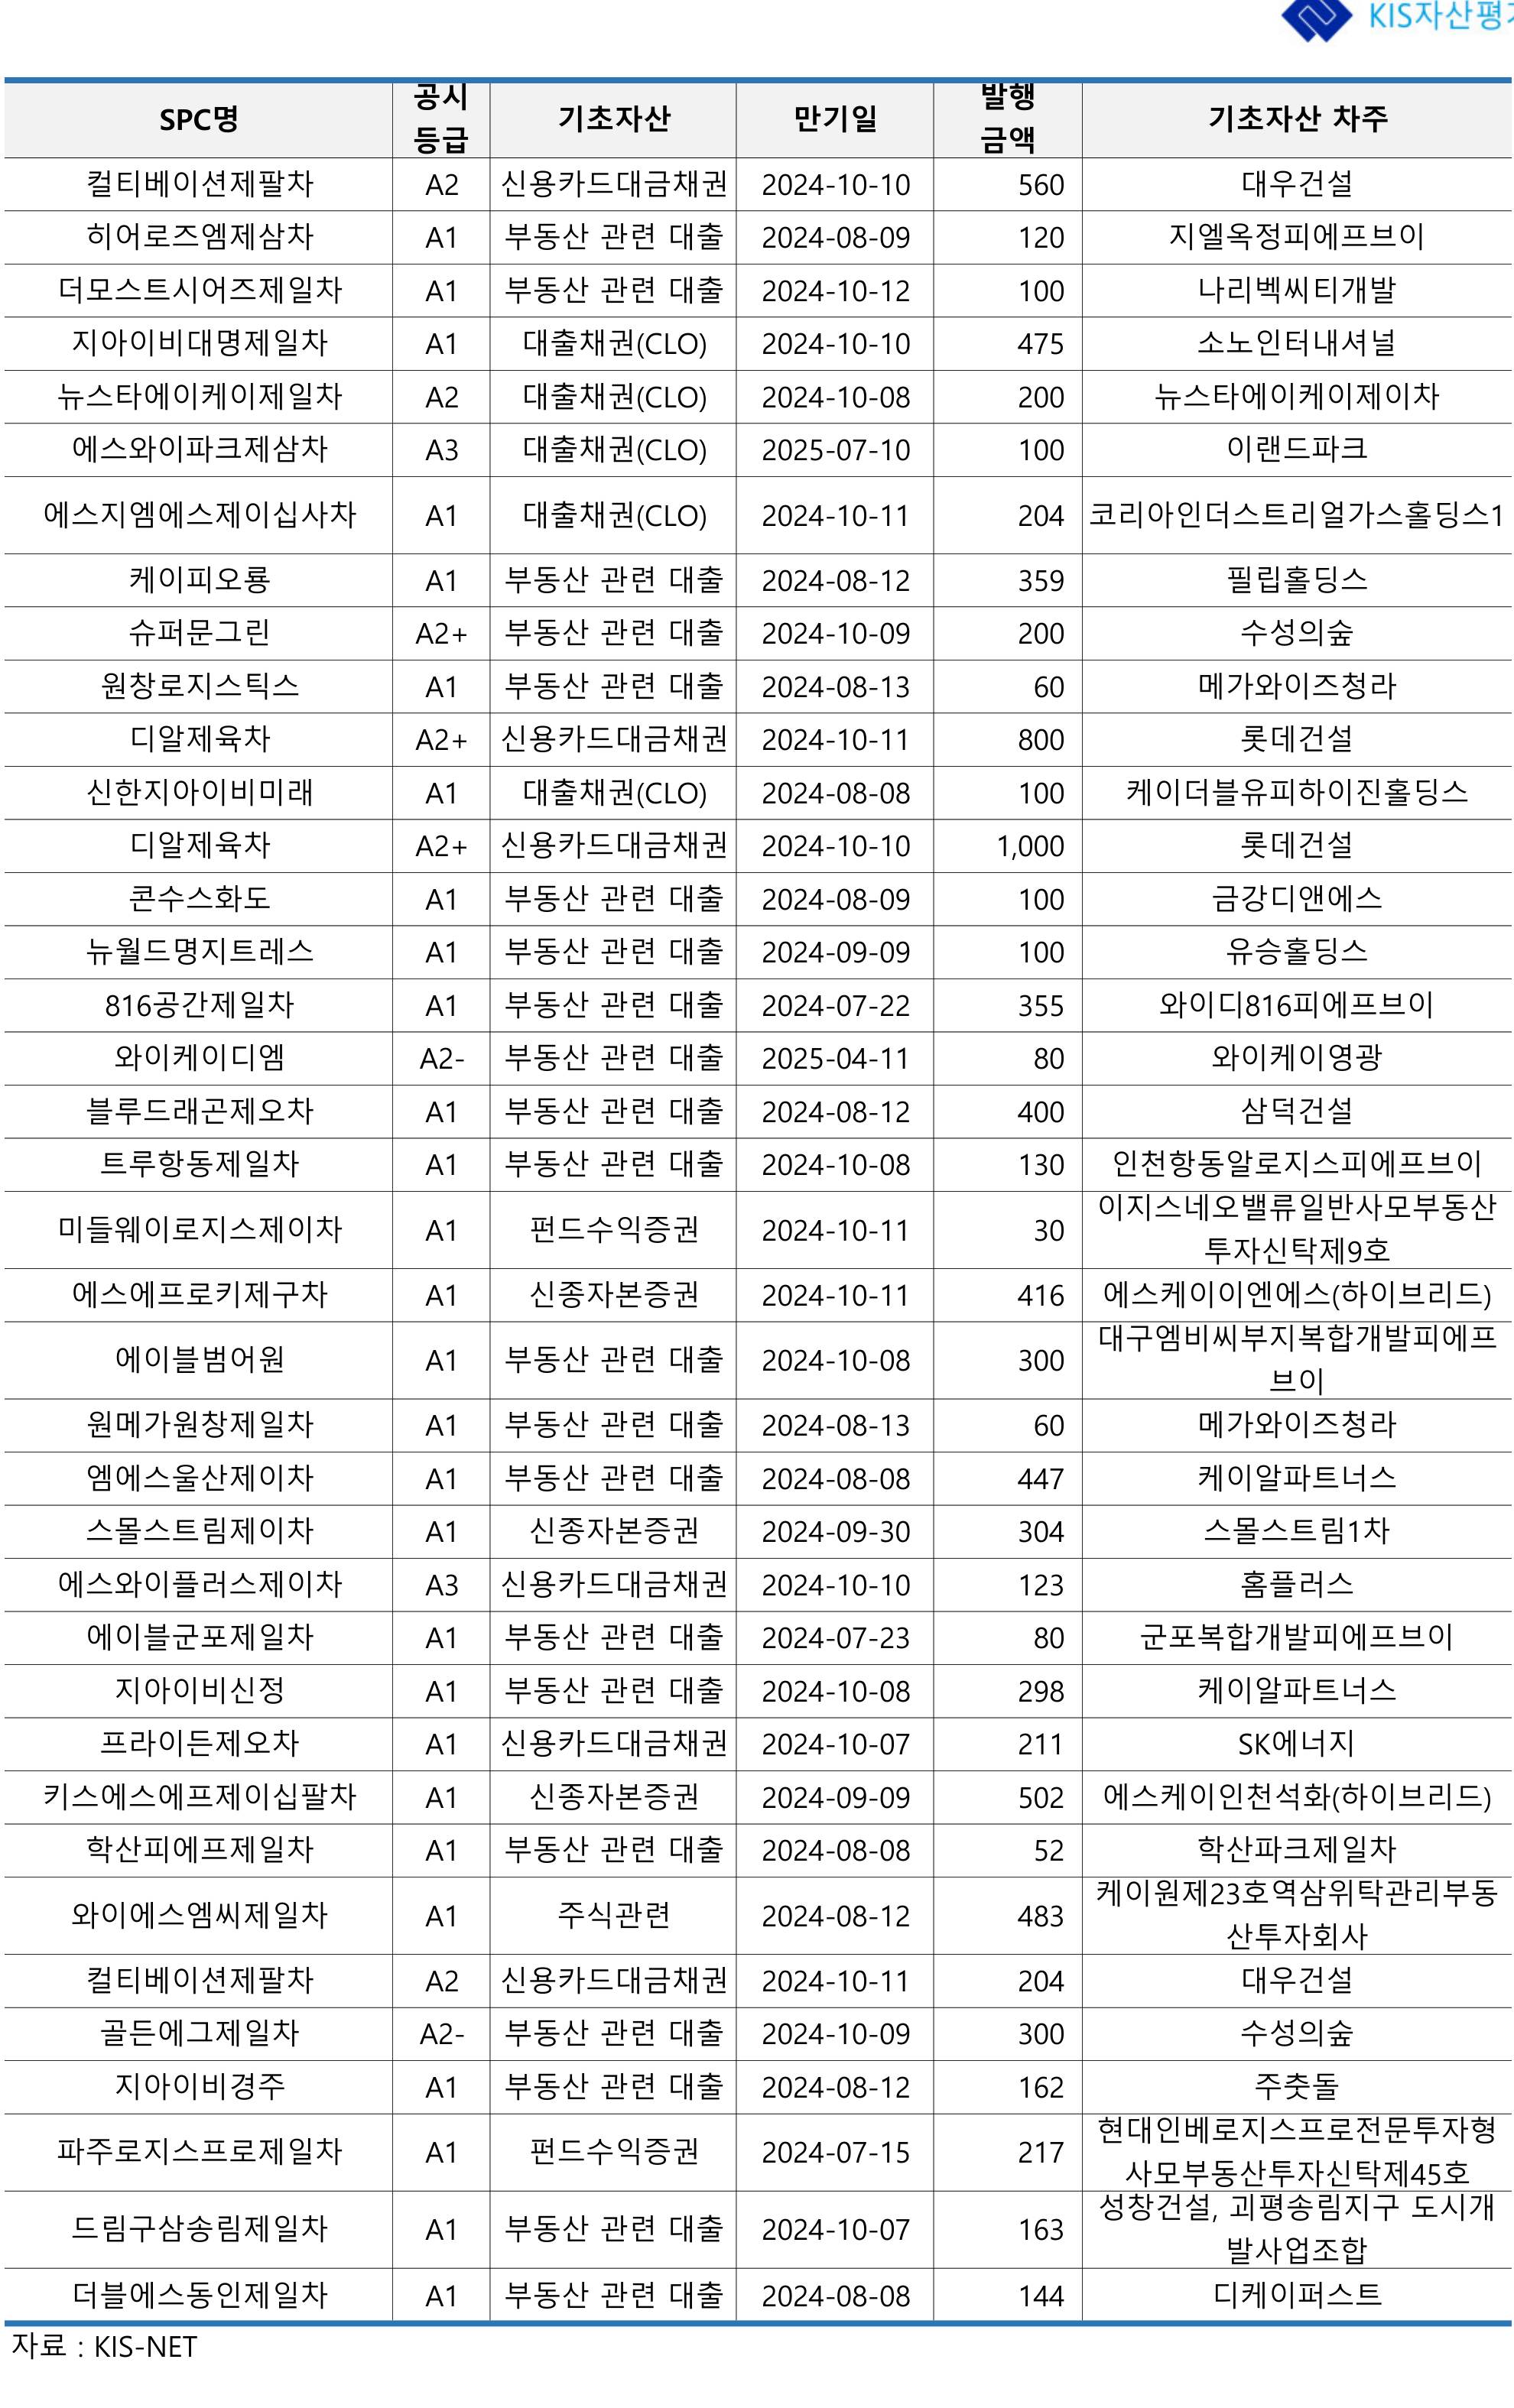 KIS자산평가
SPC명 공시등급 기초자산 만기일 발행금액 기초자산 차주
컬티베이션제팔차 A2 신용카드대금채권 2024-10-10 560 대우건설
히어로즈엠제삼차 A1 부동산 관련 대출 2024-08-09 120 지엘옥정피에프브이
더모스트시어즈제일차 A1 부동산 관련 대출 2024-10-12 100 나리벡씨티개발
지아이비대명제일차 A1 대출채권(CLO) 2024-10-10 475 소노인터내셔널
뉴스타에이케이제일차 A2 대출채권(CLO) 2024-10-08 200 뉴스타에이케이제이차
에스와이파크제삼차 A3 대출채권(CLO) 2025-07-10 100 이랜드파크
에스지엠에스제이십사차 A1 대출채권(CLO) 2024-10-11 204 코리아인더스트리얼가스홀딩스1
케이피오룡 A1 부동산 관련 대출 2024-08-12 359 필립홀딩스
슈퍼문그린 A2+ 부동산 관련 대출 2024-10-09 200 수성의숲
원창로지스틱스 A1 부동산 관련 대출 2024-08-13 60 메가와이즈청라
디알제육차 A2+ 신용카드대금채권 2024-10-11 800 롯데건설
신한지아이비미래 A1 대출채권(CLO) 2024-08-08 100 케이더블유피하이진홀딩스
디알제육차 A2+ 신용카드대금채권 2024-10-10 1,000 롯데건설
콘수스화도 A1 부동산 관련 대출 2024-08-09 100 금강디앤에스
뉴월드명지트레스 A1 부동산 관련 대출 2024-09-09 100 유승홀딩스
816공간제일차 A1 부동산 관련 대출 2024-07-22 355 와이디816피에프브이
와이케이디엠 A2- 부동산 관련 대출 2025-04-11 80 와이케이영광
블루드래곤제오차 A1 부동산 관련 대출 2024-08-12 400 삼덕건설
트루항동제일차 A1 부동산 관련 대출 2024-10-08 130 인천항동알로지스피에프브이
미들웨이로지스제이차 A1 펀드수익증권 2024-10-11 30 이지스네오밸류일반사모부동산
투자신탁제9호
에스에프로키제구차 A1 신종자본증권 2024-10-11 416 에스케이이엔에스(하이브리드)
에이블범어원 A1 부동산 관련 대출 2024-10-08 300 대구엠비씨부지복합개발피에프
브이
원메가원창제일차 A1 부동산 관련 대출 2024-08-13 60 메가와이즈청라
엠에스울산제이차 A1 부동산 관련 대출 2024-08-08 447 케이알파트너스
스몰스트림제이차 A1 신종자본증권 2024-09-30 304 스몰스트림1차
에스와이플러스제이차 A3 신용카드대금채권 2024-10-10 123 홈플러스
에이블군포제일차 A1 부동산 관련 대출 2024-07-23 80 군포복합개발피에프브이
지아이비신정 A1 부동산 관련 대출 2024-10-08 298 케이알파트너스
프라이든제오차 A1 신용카드대금채권 2024-10-07 211 SK에너지
키스에스에프제이십팔차 A1 신종자본증권 2024-09-09 502 에스케이인천석화(하이브리드)
학산피에프제일차 A1 부동산 관련 대출 2024-08-08 52 학산파크제일차
와이에스엠씨제일차 A1 주식관련 2024-08-12 483 케이원제23호역삼위탁관리부동
산투자회사
컬티베이션제팔차 A2 신용카드대금채권 2024-10-11 204 대우건설
골든에그제일차 A2- 부동산 관련 대출 2024-10-09 300 수성의숲
지아이비경주 A1 부동산 관련 대출 2024-08-12 162 주춧돌
파주로지스프로제일차 A1 펀드수익증권 2024-07-15 217 현대인베로지스프로전문투자형
사모부동산투자신탁제45호
드림구삼송림제일차 A1 부동산 관련 대출 2024-10-07 163 성창건설, 괴평송림지구 도시개
발사업조합
더블에스동인제일차 A1 부동산 관련 대출 2024-08-08 144 디케이퍼스트
자료 : KIS-NET